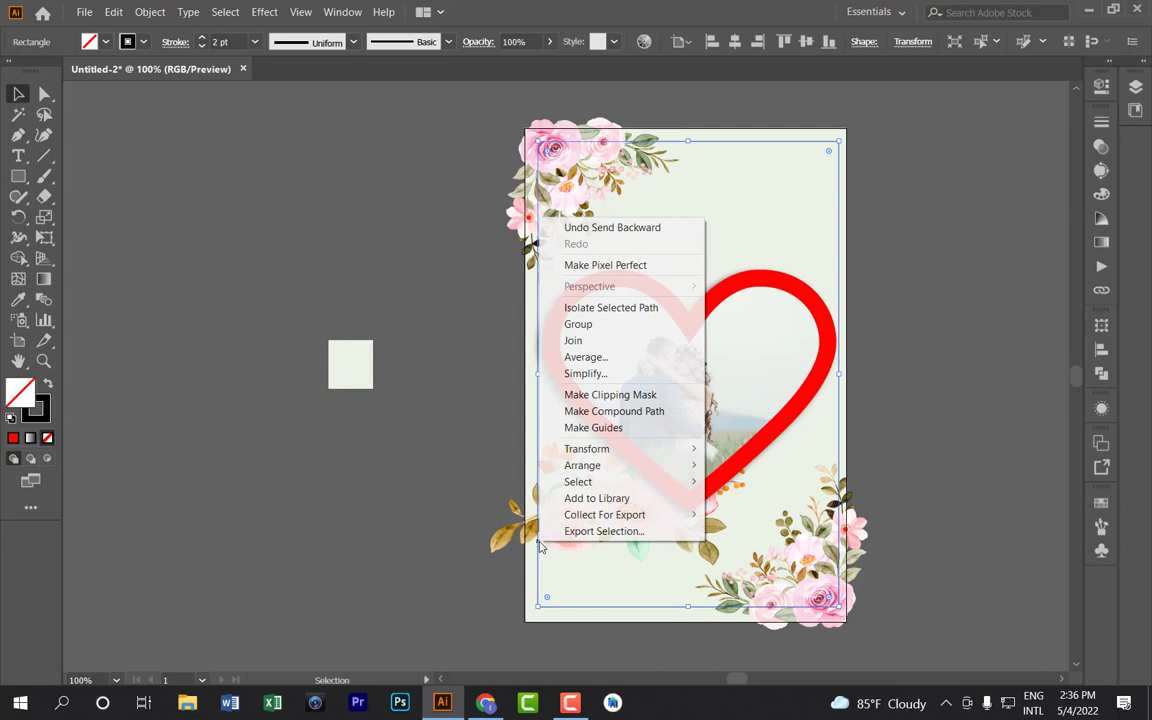 Ai File Edit Object Type Select Effect View Window Help Essentials Search Adobe Stock
Rectangle Stroke: 2 pt Uniform Basic Opacity: 100% Style: Shape: Transform
Untitled-2* @ 100% (RGB/Preview)
Undo Send Backward
Redo
Make Pixel Perfect
Perspective
Isolate Selected Path
Group
Join
Average...
Simplify...
Make Clipping Mask
Make Compound Path
Make Guides
Transform
Arrange
Select
Add to Library
Collect For Export
Export Selection...
100% 1 Selection
Pr Ps Ai 85°F Cloudy ENG 2:36 PM
INTL 5/4/2022